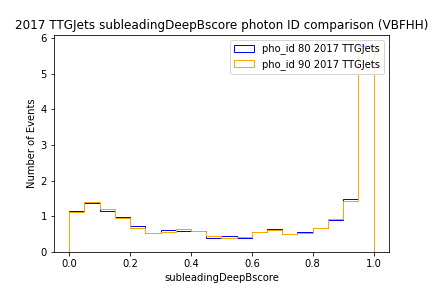 2017 TTGJets subleadingDeepBscore photon ID comparison (VBFHH)
pho_id 80 2017 TTGJets
pho_id 90 2017 TTGJets
Number of Events
6
5
4
3
2
1
0
0.0 0.2 0.4 0.6 0.8 1.0
subleadingDeepBscore